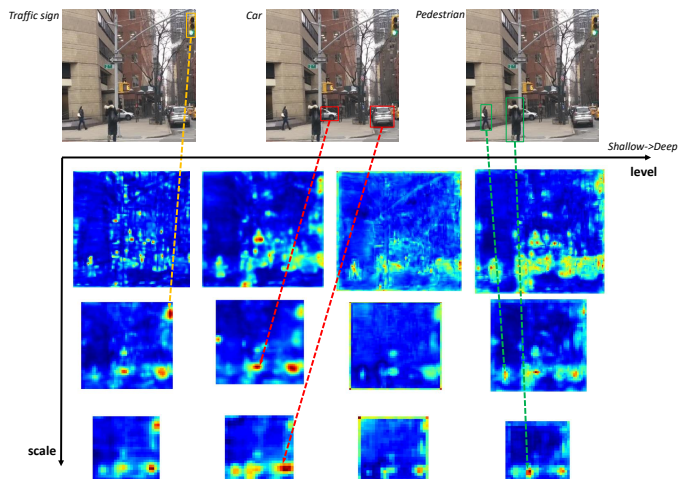 Traffic sign
Car
Pedestrian
Shallow->Deep
level
scale